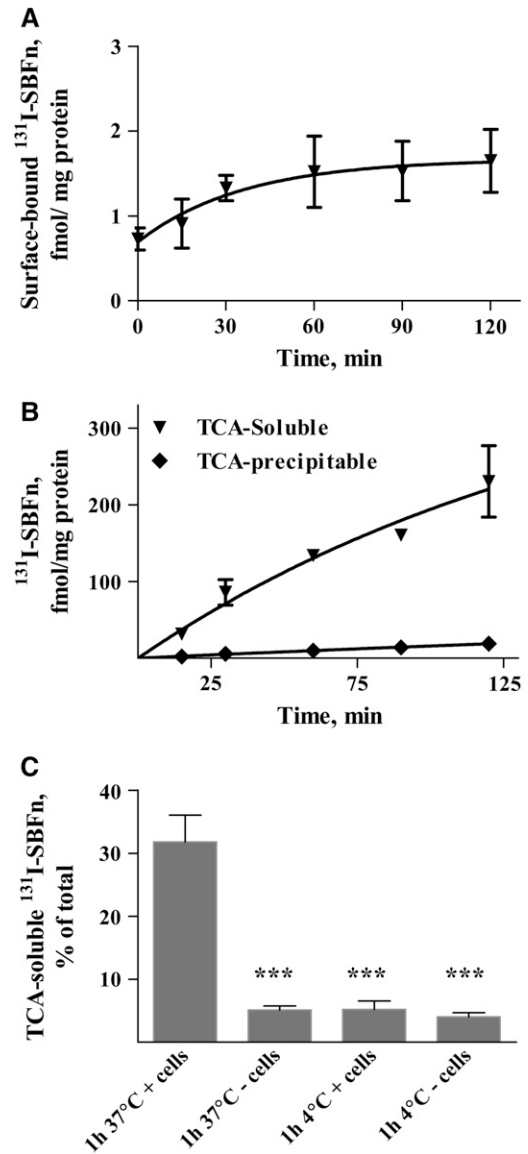 A
Surface-bound ¹³¹I-SBFn,
fmol/ mg protein
3
2
1
0
0 30 60 90 120
Time, min
B
¹³¹I-SBFn,
fmol/mg protein
300
200
100
TCA-Soluble
TCA-precipitable
25 75 125
Time, min
C
TCA-soluble ¹³¹I-SBFn,
% of total
40
30
20
10
*** *** ***
1h 37°C + cells
1h 37°C - cells
1h 4°C + cells
1h 4°C - cells